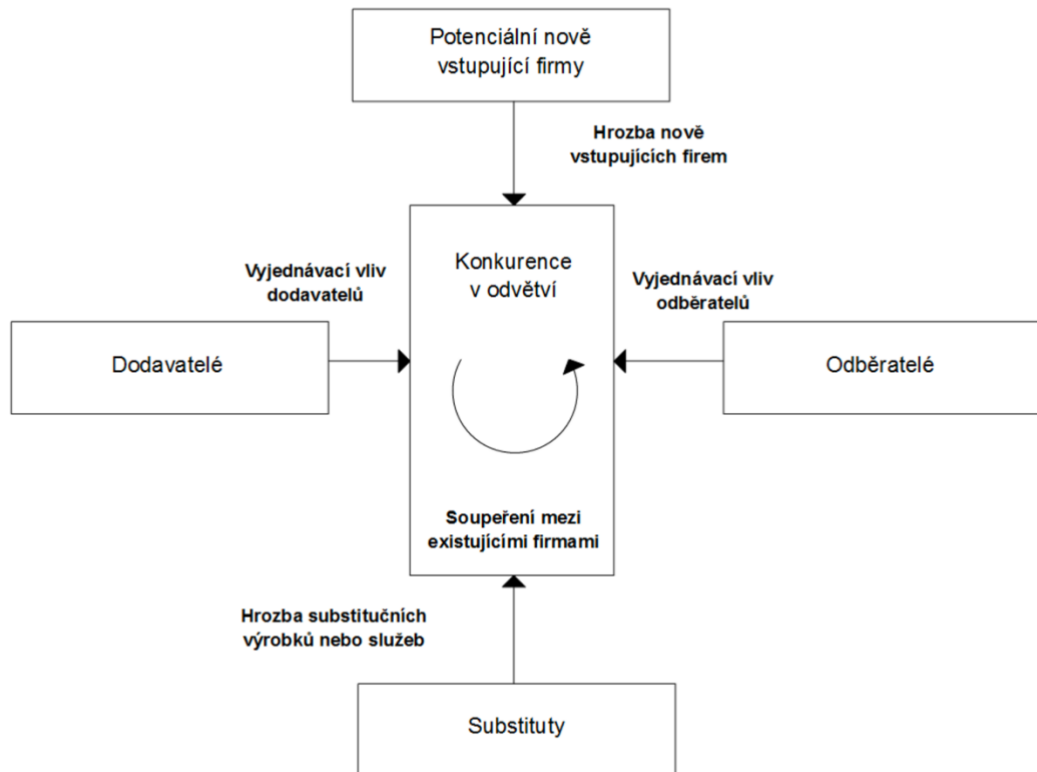 Potenciální nově
vstupující firmy
Hrozba nově
vstupujících firem
Vyjednávací vliv
dodavatelů
Konkurence
v odvětví
Vyjednávací vliv
odběratelů
Dodavatelé
Odběratelé
Soupeření mezi
existujícími firmami
Hrozba substitučních
výrobků nebo služeb
Substituty